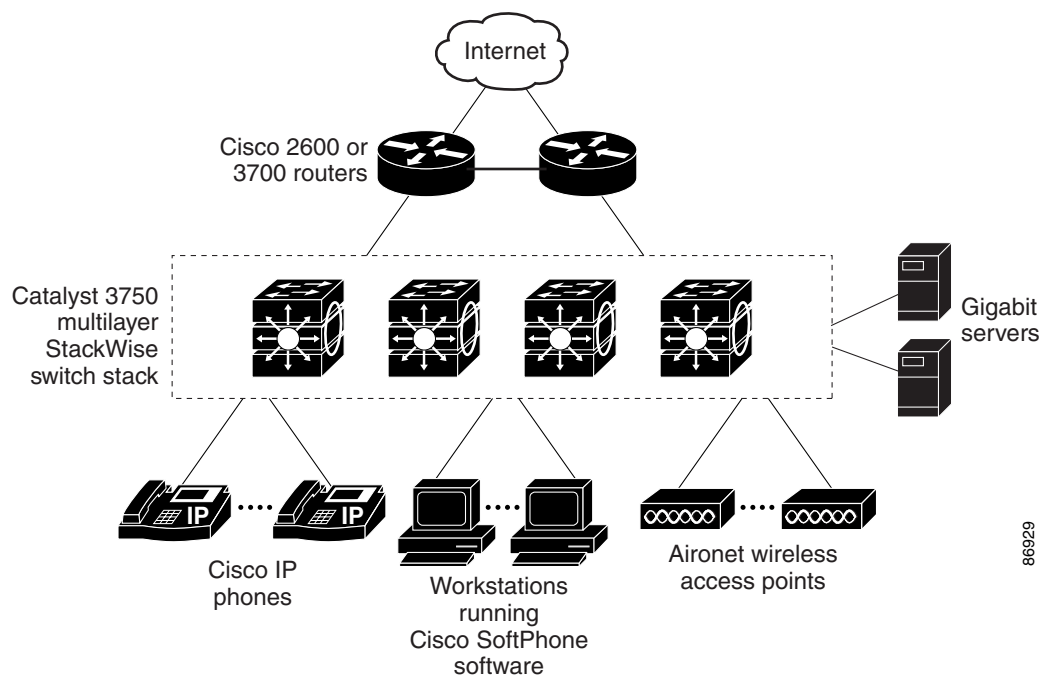 Internet
Cisco 2600 or
3700 routers
Catalyst 3750
multilayer
StackWise
switch stack
Gigabit
servers
IP
IP
Cisco IP
phones
Workstations
running
Cisco SoftPhone
software
Aironet wireless
access points
86929